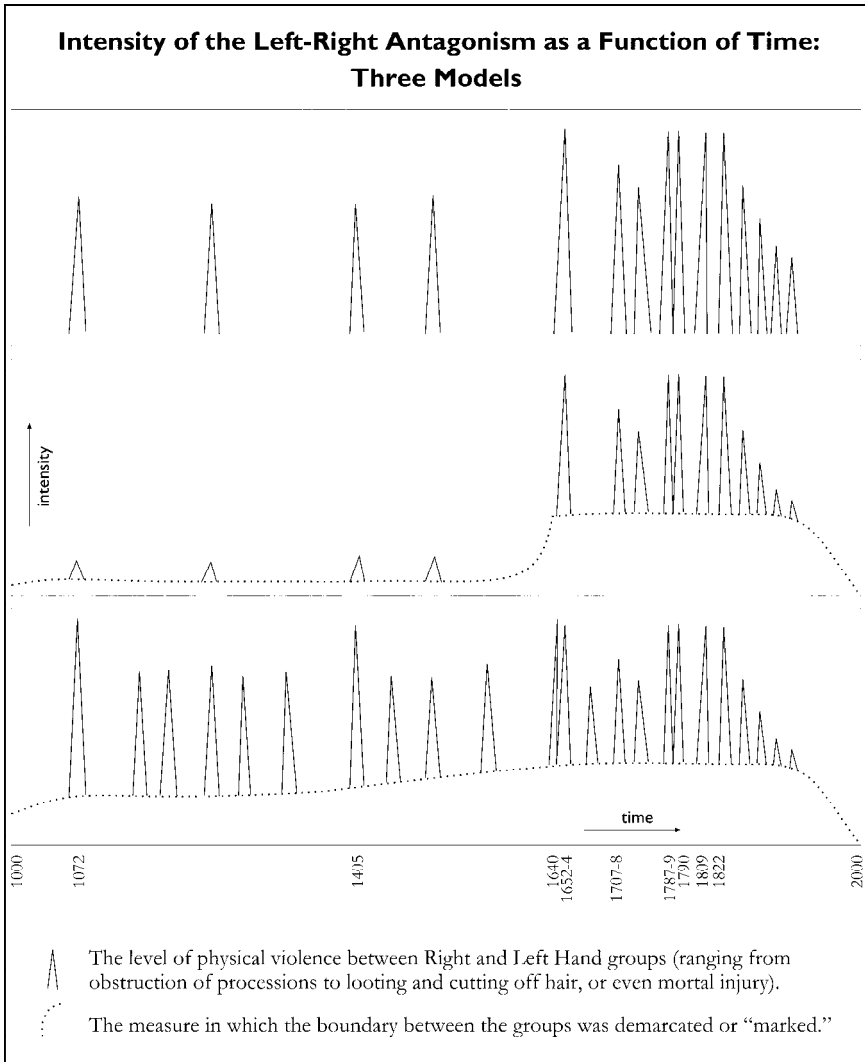 Intensity of the Left-Right Antagonism as a Function of Time:
Three Models
intensity
time
1000
1072
1405
1640
1652-4
1707-8
1787-9
1790
1809
1822
2000
The level of physical violence between Right and Left Hand groups (ranging from
obstruction of processions to looting and cutting off hair, or even mortal injury).
The measure in which the boundary between the groups was demarcated or “marked.”